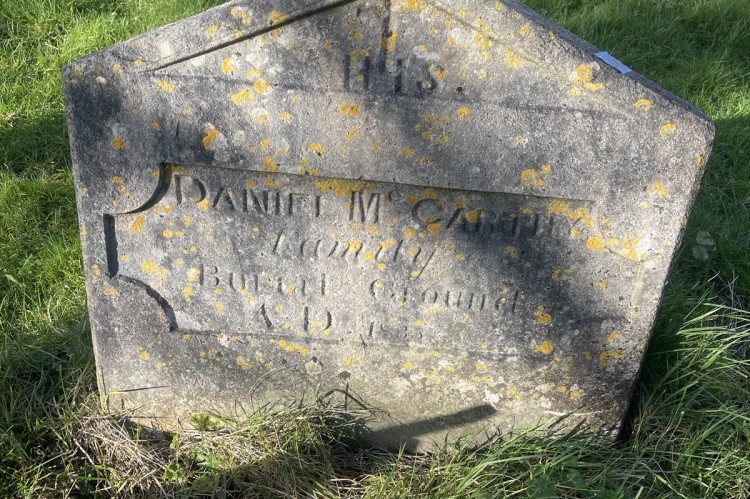 IHS.
DANIEL McCARTHY
Family
Burial Ground
A.D.